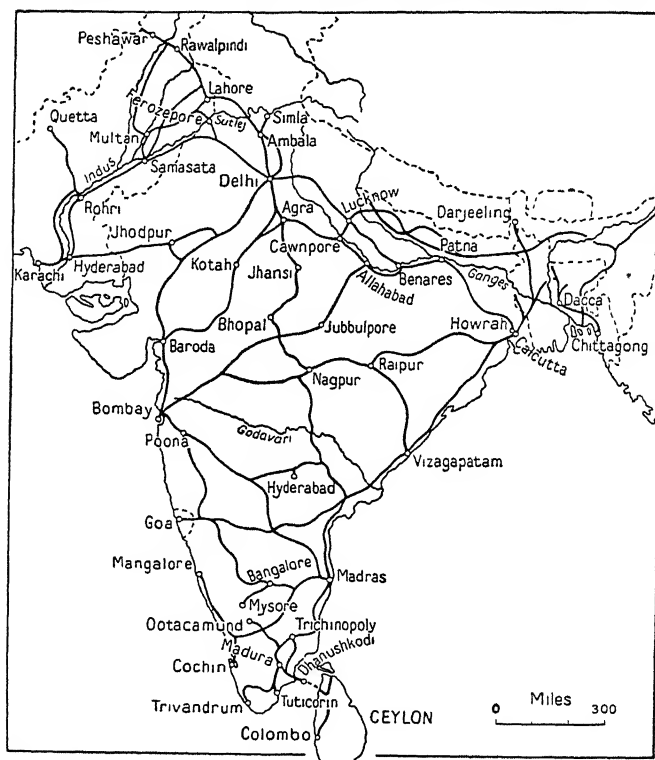 Peshawar
Rawalpindi
Lahore
Quetta
Ferozepore
Sutlej
Simla
Multan
Ambala
Indus
Samasata
Delhi
Rohri
Agra
Lucknow
Darjeeling
Jhodpur
Cawnpore
Patna
Karachi
Hyderabad
Kotah
Jhansi
Allahabad
Benares
Ganges
Dacca
Bhopal
Jubbulpore
Howrah
Calcutta
Chittagong
Baroda
Nagpur
Raipur
Bombay
Poona
Godavari
Vizagapatam
Hyderabad
Goa
Mangalore
Bangalore
Madras
Mysore
Ootacamund
Trichinopoly
Madura
Dhanushkodi
Cochin
Trivandrum
Tuticorin
CEYLON
Colombo
Miles
0 300